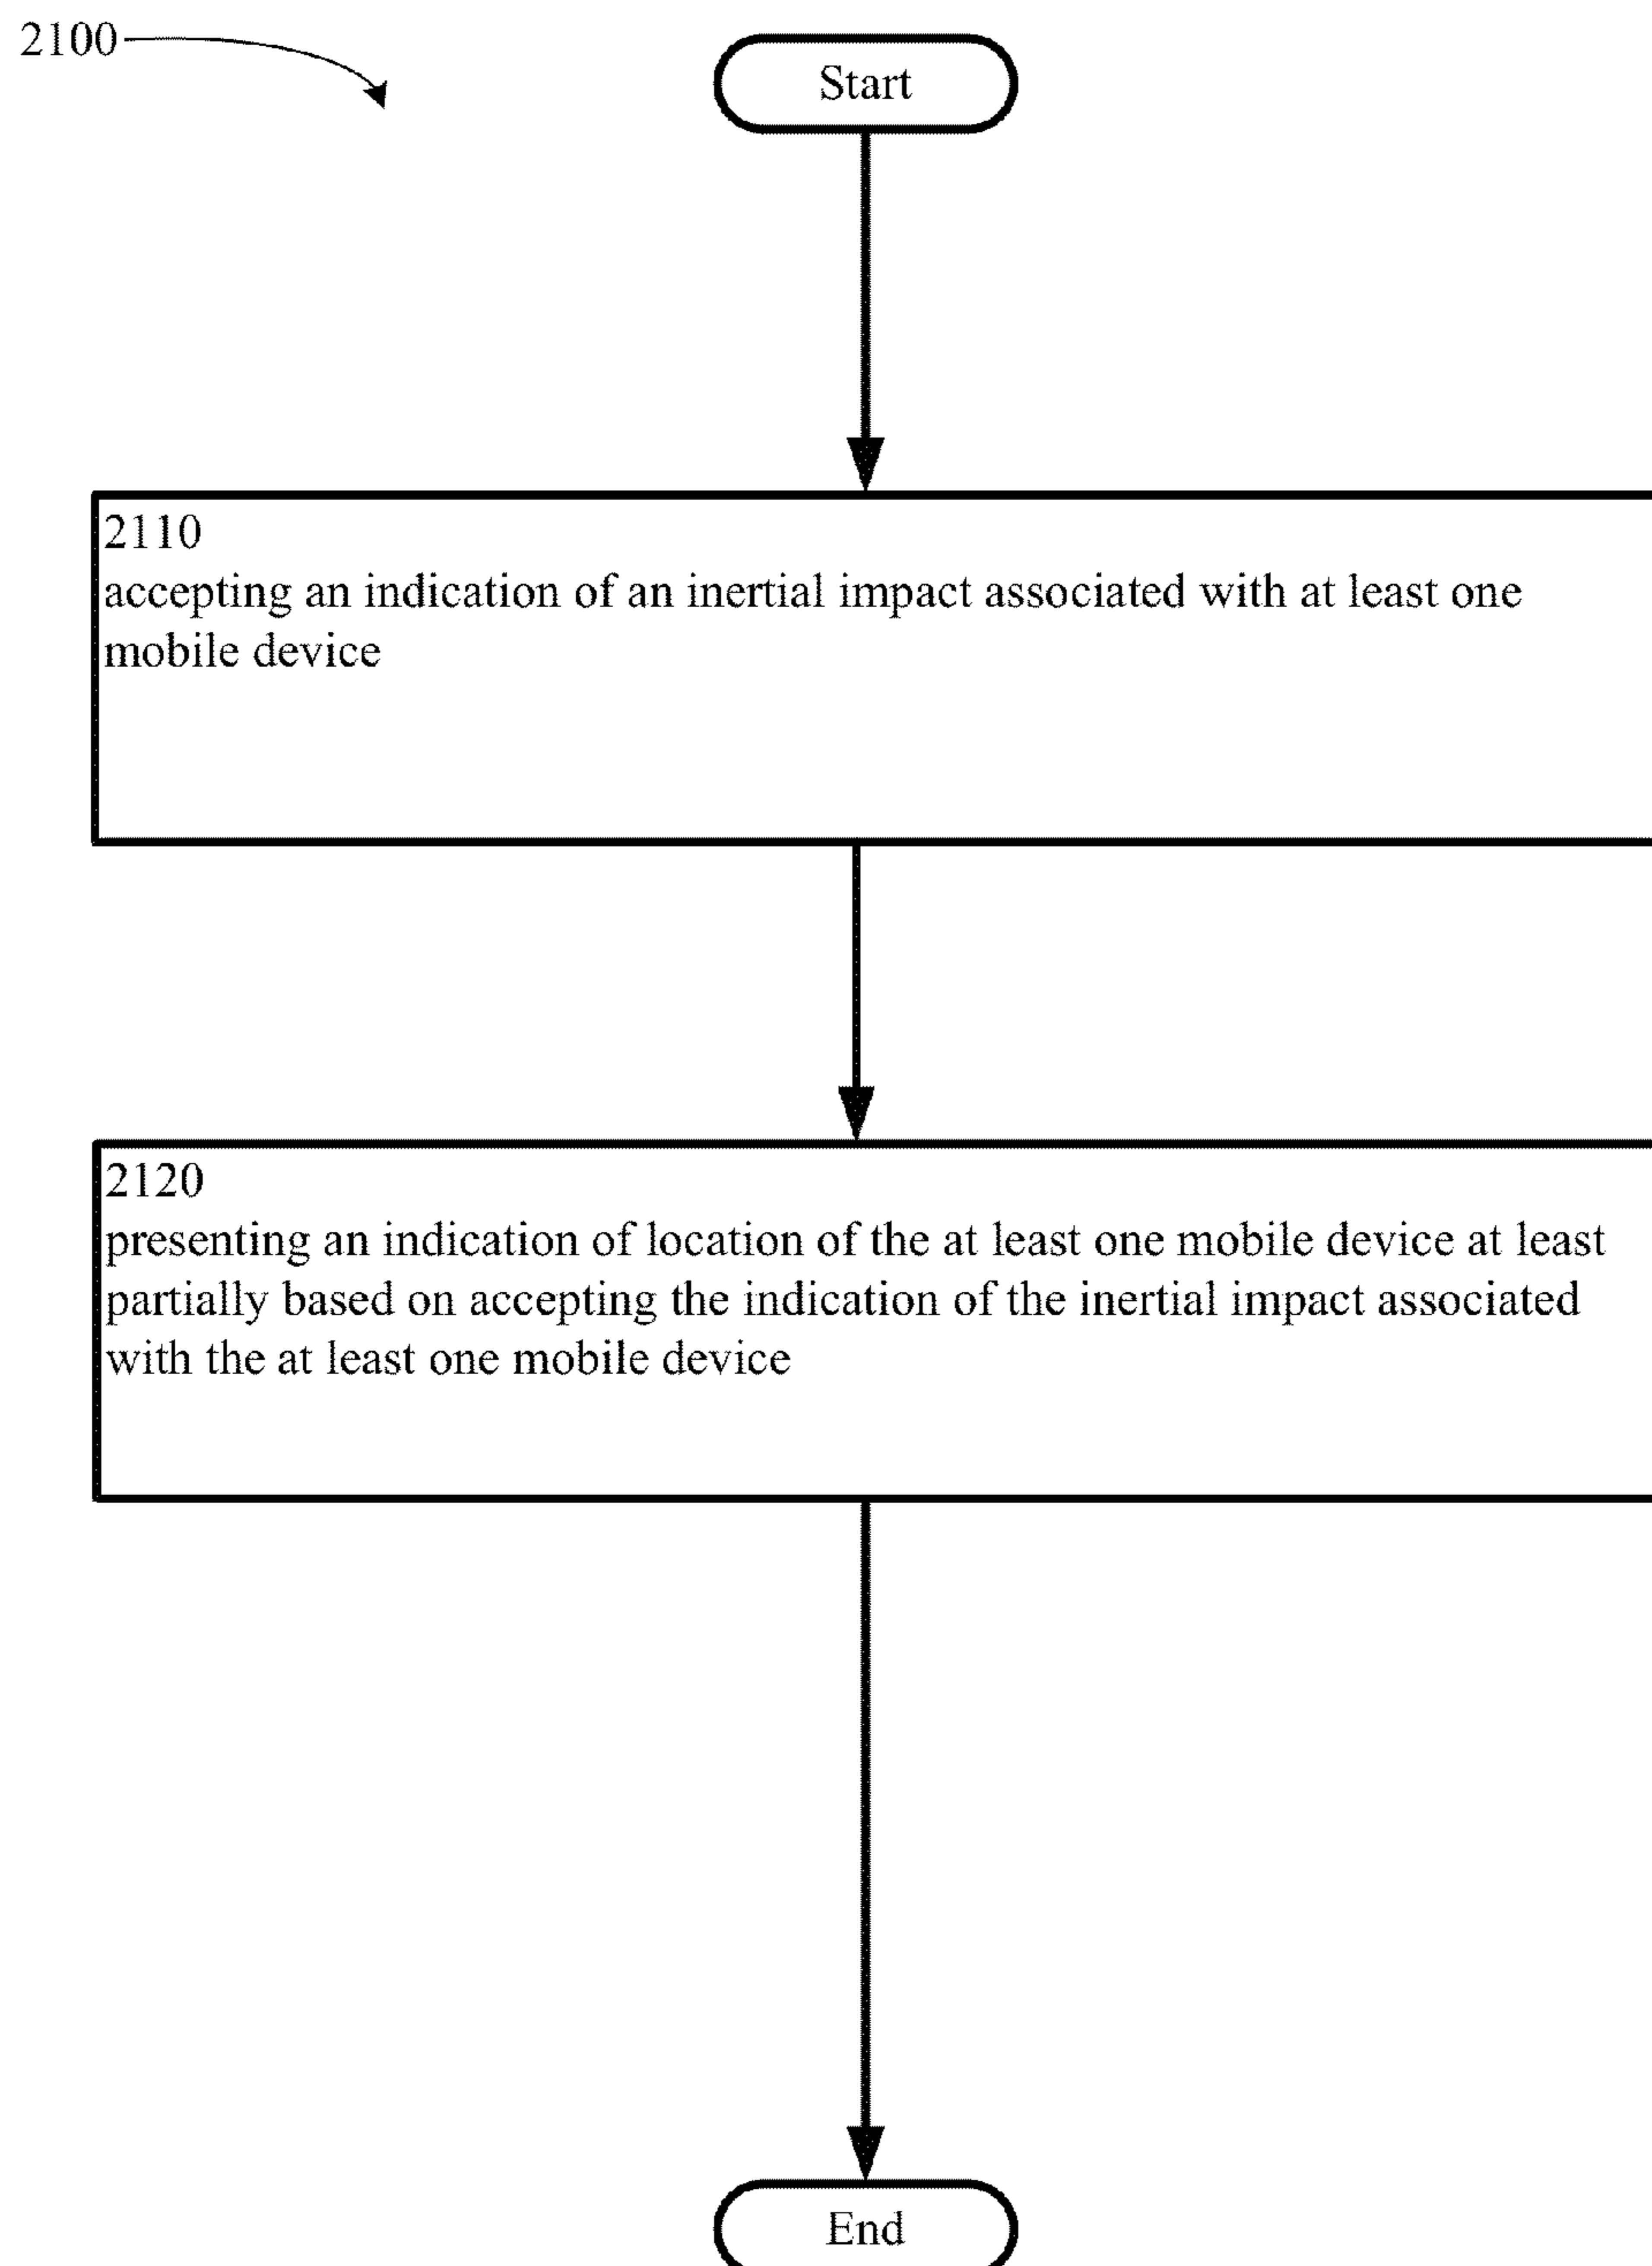 2100
Start
2110
accepting an indication of an inertial impact associated with at least one
mobile device
2120
presenting an indication of location of the at least one mobile device at least
partially based on accepting the indication of the inertial impact associated
with the at least one mobile device
End